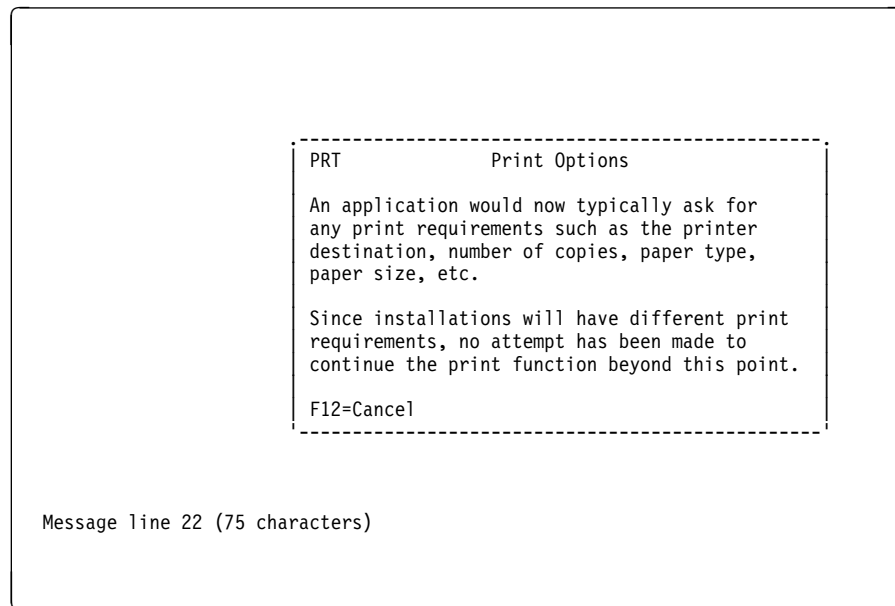 PRT Print Options
An application would now typically ask for
any print requirements such as the printer
destination, number of copies, paper type,
paper size, etc.
Since installations will have different print
requirements, no attempt has been made to
continue the print function beyond this point.
F12=Cancel
Message line 22 (75 characters)